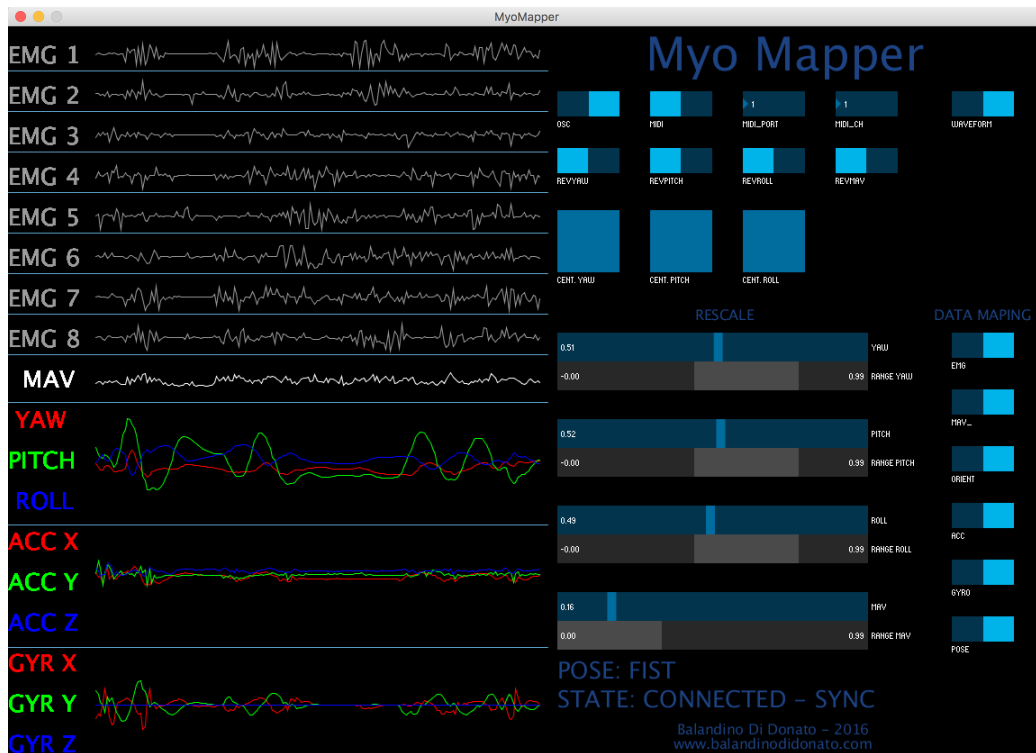 MyoMapper
EMG 1
EMG 2
EMG 3
EMG 4
EMG 5
EMG 6
EMG 7
EMG 8
MAV
YAW
PITCH
ROLL
ACC X
ACC Y
ACC Z
GYR X
GYR Y
GYR Z
Myo Mapper
1 1
OSC MIDI MIDI_PORT MIDI_CH WAVEFORM
REVYAW REVPITCH REVROLL REVMAV
CENT. YAW CENT. PITCH CENT. ROLL
RESCALE
0.51 YAW
-0.00 0.99 RANGE YAW
0.52 PITCH
-0.00 0.99 RANGE PITCH
0.49 ROLL
-0.00 0.99 RANGE ROLL
0.16 MAV
0.00 0.99 RANGE MAV
DATA MAPING
EMG
MAV_
ORIENT
ACC
GYRO
POSE
POSE: FIST
STATE: CONNECTED – SYNC
Balandino Di Donato – 2016
www.balandinodidonato.com